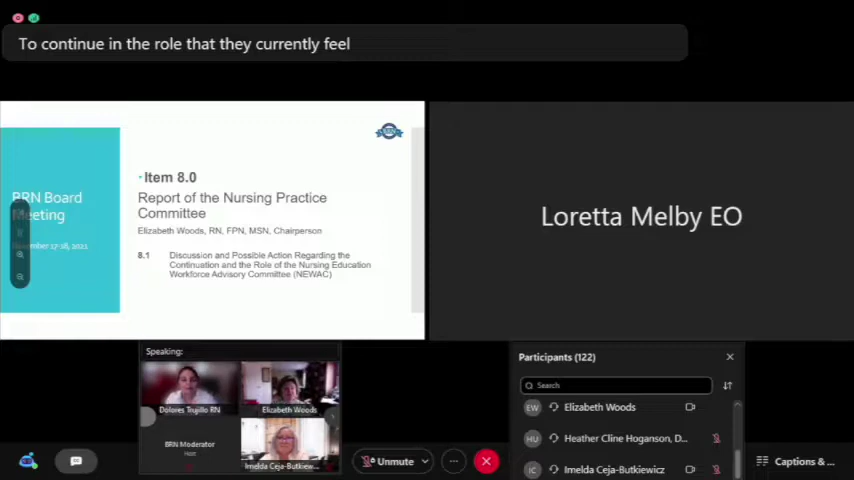 To continue in the role that they currently feel
BRN Board
Meeting
November 17-18, 2021
Item 8.0
Report of the Nursing Practice
Committee
Elizabeth Woods, RN, FPN, MSN, Chairperson
8.1 Discussion and Possible Action Regarding the
Continuation and the Role of the Nursing Education
Workforce Advisory Committee (NEWAC)
Loretta Melby EO
Speaking:
Dolores Trujillo RN
Elizabeth Woods
BRN Moderator
Host
Imelda Ceja-Butkiew...
Participants (122)
Search
EW Elizabeth Woods
HU Heather Cline Hoganson, D...
IC Imelda Ceja-Butkiewicz
Unmute
Captions & ...